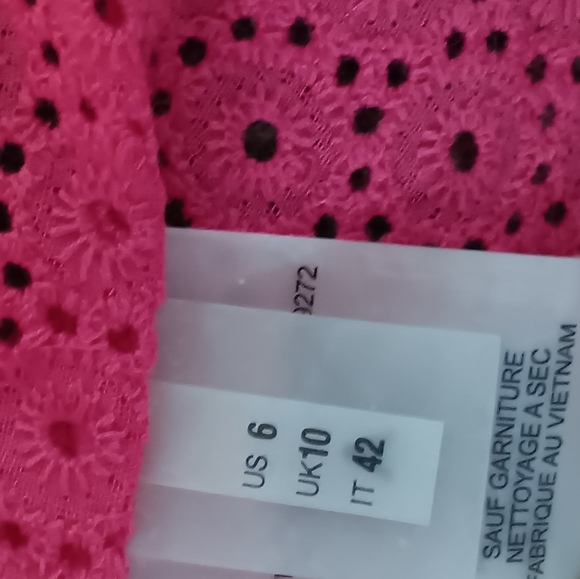 0272
US 6
UK10
IT 42
SAUF GARNITURE
NETTOYAGE A SEC
FABRIQUE AU VIETNAM